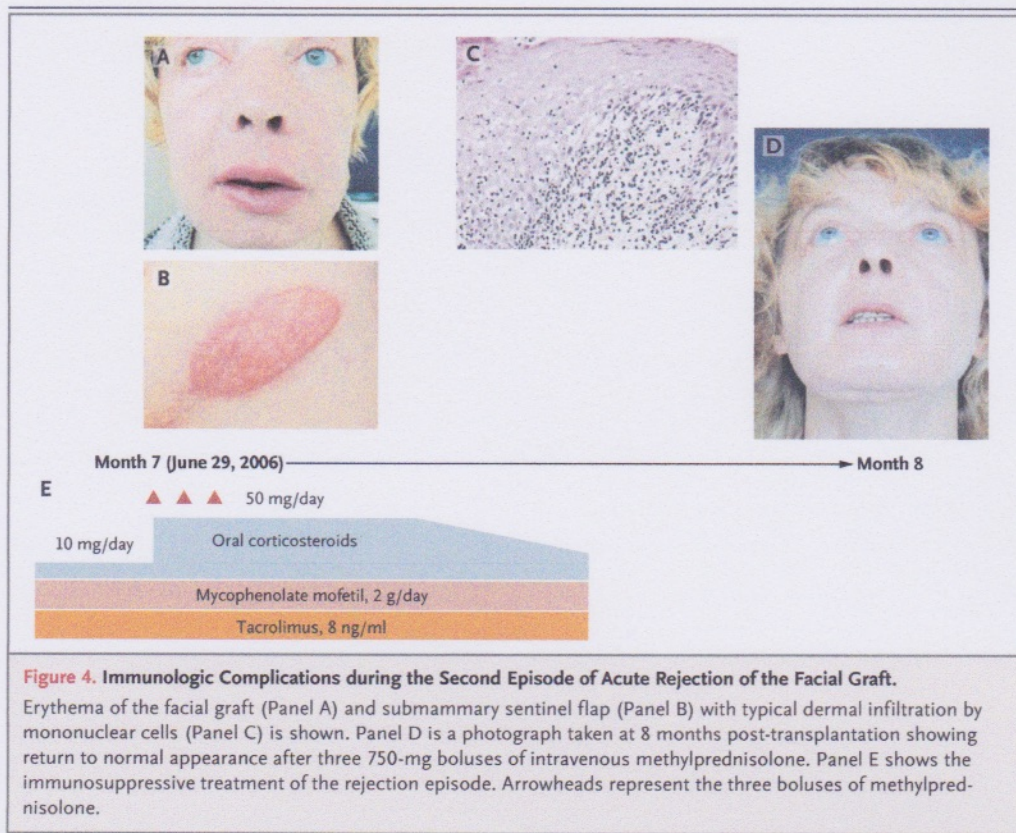 A
C
D
B
Month 7 (June 29, 2006)
Month 8
E
50 mg/day
10 mg/day
Oral corticosteroids
Mycophenolate mofetil, 2 g/day
Tacrolimus, 8 ng/ml
Figure 4. Immunologic Complications during the Second Episode of Acute Rejection of the Facial Graft.
Erythema of the facial graft (Panel A) and submammary sentinel flap (Panel B) with typical dermal infiltration by
mononuclear cells (Panel C) is shown. Panel D is a photograph taken at 8 months post-transplantation showing
return to normal appearance after three 750-mg boluses of intravenous methylprednisolone. Panel E shows the
immunosuppressive treatment of the rejection episode. Arrowheads represent the three boluses of methylpred-
nisolone.